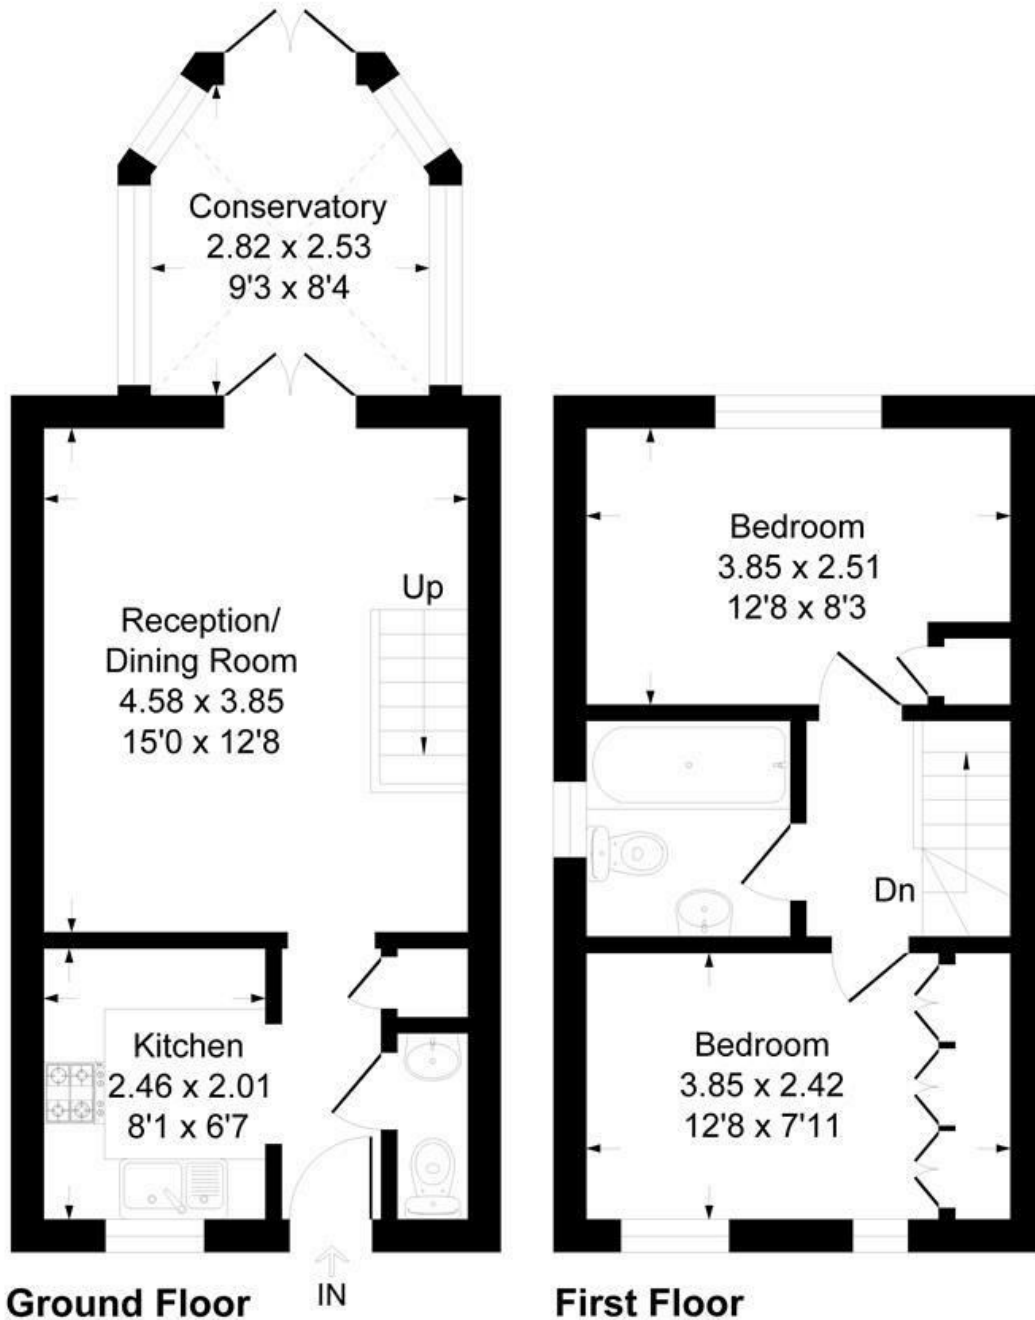 Conservatory
2.82 x 2.53
9'3 x 8'4
Up
Reception/
Dining Room
4.58 x 3.85
15'0 x 12'8
Kitchen
2.46 x 2.01
8'1 x 6'7
IN
Ground Floor
Bedroom
3.85 x 2.51
12'8 x 8'3
Dn
Bedroom
3.85 x 2.42
12'8 x 7'11
First Floor